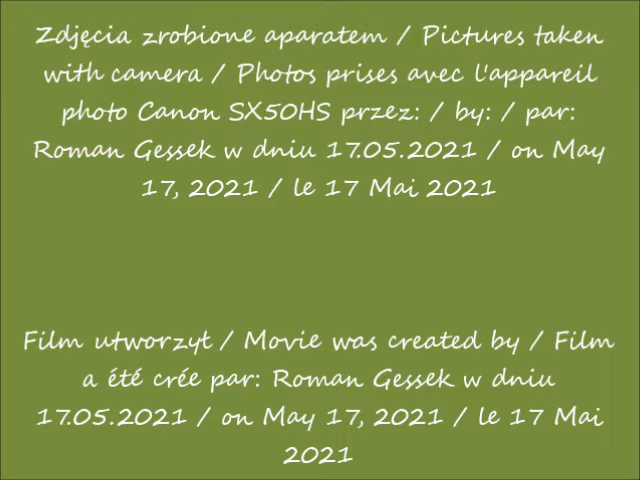 Zdjęcia zrobione aparatem / Pictures taken
with camera / Photos prises avec l'appareil
photo Canon SX50HS przez: / by: / par:
Roman Gessek w dniu 17.05.2021 / on May
17, 2021 / le 17 Mai 2021
Film utworzył / Movie was created by / Film
a été crée par: Roman Gessek w dniu
17.05.2021 / on May 17, 2021 / le 17 Mai
2021